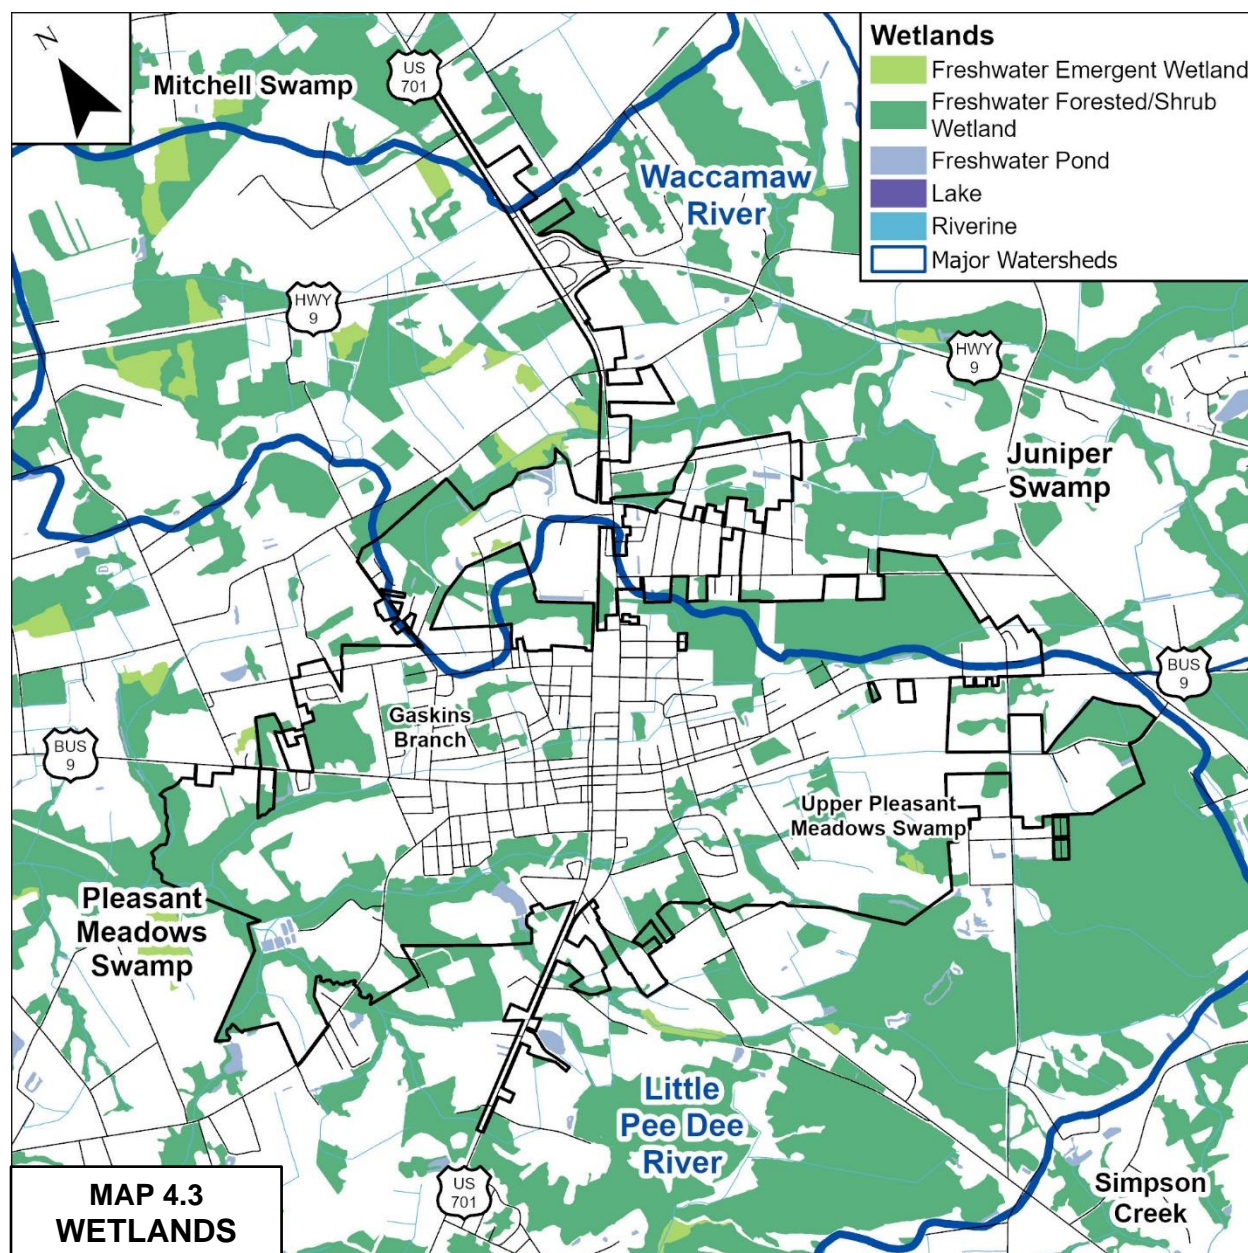 N
Mitchell Swamp
US
701
Wetlands
Freshwater Emergent Wetland
Freshwater Forested/Shrub
Wetland
Freshwater Pond
Lake
Riverine
Major Watersheds
Waccamaw
River
HWY
9
HWY
9
Juniper
Swamp
BUS
9
Gaskins
Branch
BUS
9
Upper Pleasant
Meadows Swamp
Pleasant
Meadows
Swamp
Little
Pee Dee
River
US
701
Simpson
Creek
MAP 4.3
WETLANDS